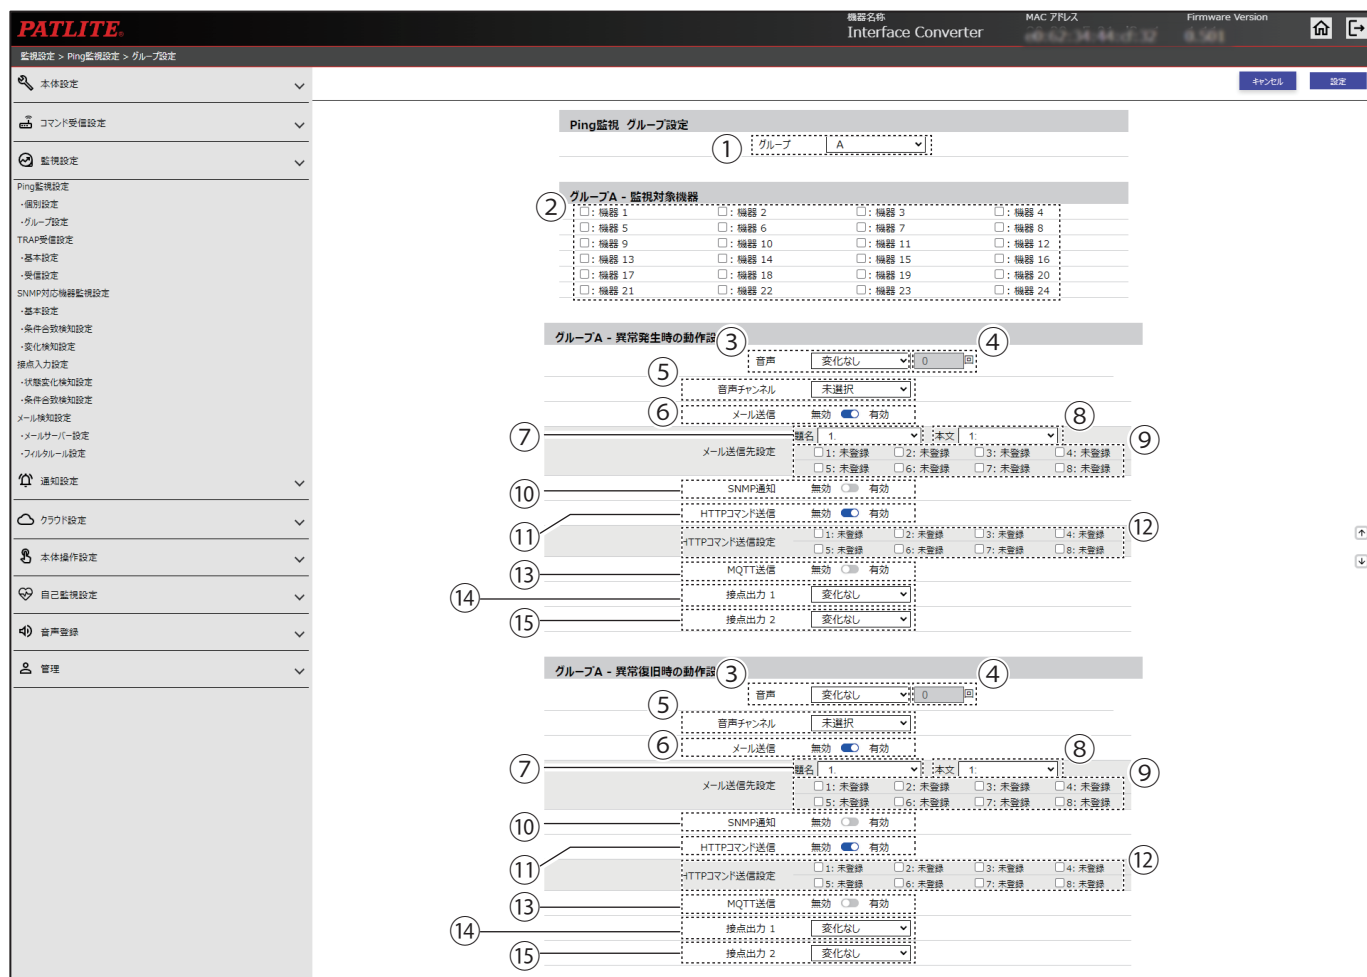 PATLITE
機器名称
MAC アドレス
Firmware Version
Interface Converter
0.501
監視設定 > Ping監視設定 > グループ設定
キャンセル
設定
本体設定
コマンド受信設定
監視設定
Ping監視設定
・個別設定
・グループ設定
TRAP受信設定
・基本設定
・受信設定
SNMP対応機器監視設定
・基本設定
・条件合致検知設定
・変化検知設定
接点入力設定
・状態変化検知設定
・条件合致検知設定
メール検知設定
・メールサーバー設定
・フィルタルール設定
通知設定
クラウド設定
本体操作設定
自己監視設定
音声登録
管理
Ping監視 グループ設定
① グループ A
グループA - 監視対象機器
②
: 機器 1 : 機器 2 : 機器 3 : 機器 4
: 機器 5 : 機器 6 : 機器 7 : 機器 8
: 機器 9 : 機器 10 : 機器 11 : 機器 12
: 機器 13 : 機器 14 : 機器 15 : 機器 16
: 機器 17 : 機器 18 : 機器 19 : 機器 20
: 機器 21 : 機器 22 : 機器 23 : 機器 24
グループA - 異常発生時の動作設
③ 音声 変化なし 0 回 ④
⑤ 音声チャンネル 未選択
⑥ メール送信 無効 有効
⑦ 題名 1. 本文 1: ⑧
メール送信先設定 1: 未登録 2: 未登録 3: 未登録 4: 未登録 ⑨
5: 未登録 6: 未登録 7: 未登録 8: 未登録
⑩ SNMP通知 無効 有効
⑪ HTTPコマンド送信 無効 有効
HTTPコマンド送信設定 1: 未登録 2: 未登録 3: 未登録 4: 未登録 ⑫
5: 未登録 6: 未登録 7: 未登録 8: 未登録
⑬ MQTT送信 無効 有効
⑭ 接点出力 1 変化なし
⑮ 接点出力 2 変化なし
グループA - 異常復旧時の動作設
③ 音声 変化なし 0 回 ④
⑤ 音声チャンネル 未選択
⑥ メール送信 無効 有効
⑦ 題名 1. 本文 1: ⑧
メール送信先設定 1: 未登録 2: 未登録 3: 未登録 4: 未登録 ⑨
5: 未登録 6: 未登録 7: 未登録 8: 未登録
⑩ SNMP通知 無効 有効
⑪ HTTPコマンド送信 無効 有効
HTTPコマンド送信設定 1: 未登録 2: 未登録 3: 未登録 4: 未登録 ⑫
5: 未登録 6: 未登録 7: 未登録 8: 未登録
⑬ MQTT送信 無効 有効
⑭ 接点出力 1 変化なし
⑮ 接点出力 2 変化なし